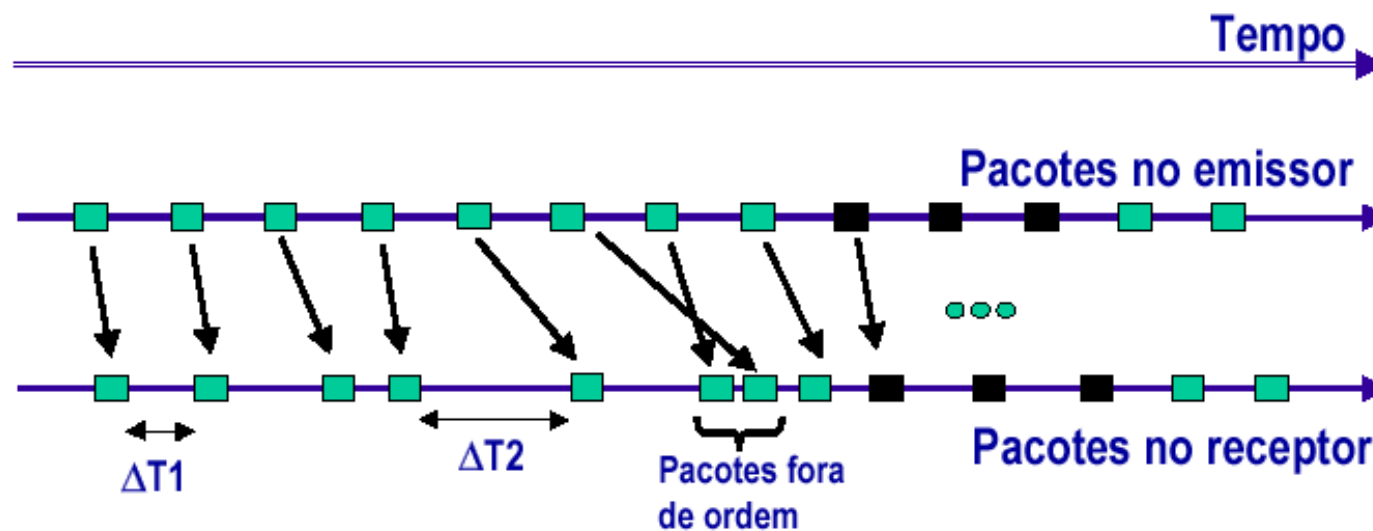 Tempo
Pacotes no emissor
ΔT1
ΔT2
Pacotes fora
de ordem
Pacotes no receptor